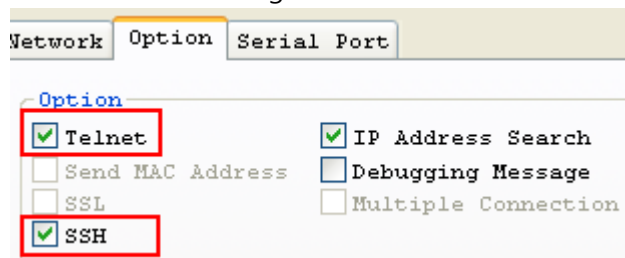 Network Option Serial Port
Option
Telnet IP Address Search
Send MAC Address Debugging Message
SSL Multiple Connection
SSH